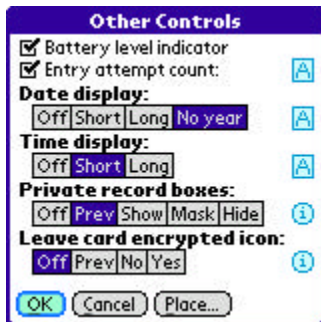 Other Controls
Battery level indicator
Entry attempt count: A
Date display:
Off Short Long No year A
Time display:
Off Short Long A
Private record boxes:
Off Prev Show Mask Hide i
Leave card encrypted icon:
Off Prev No Yes i
OK Cancel Place...